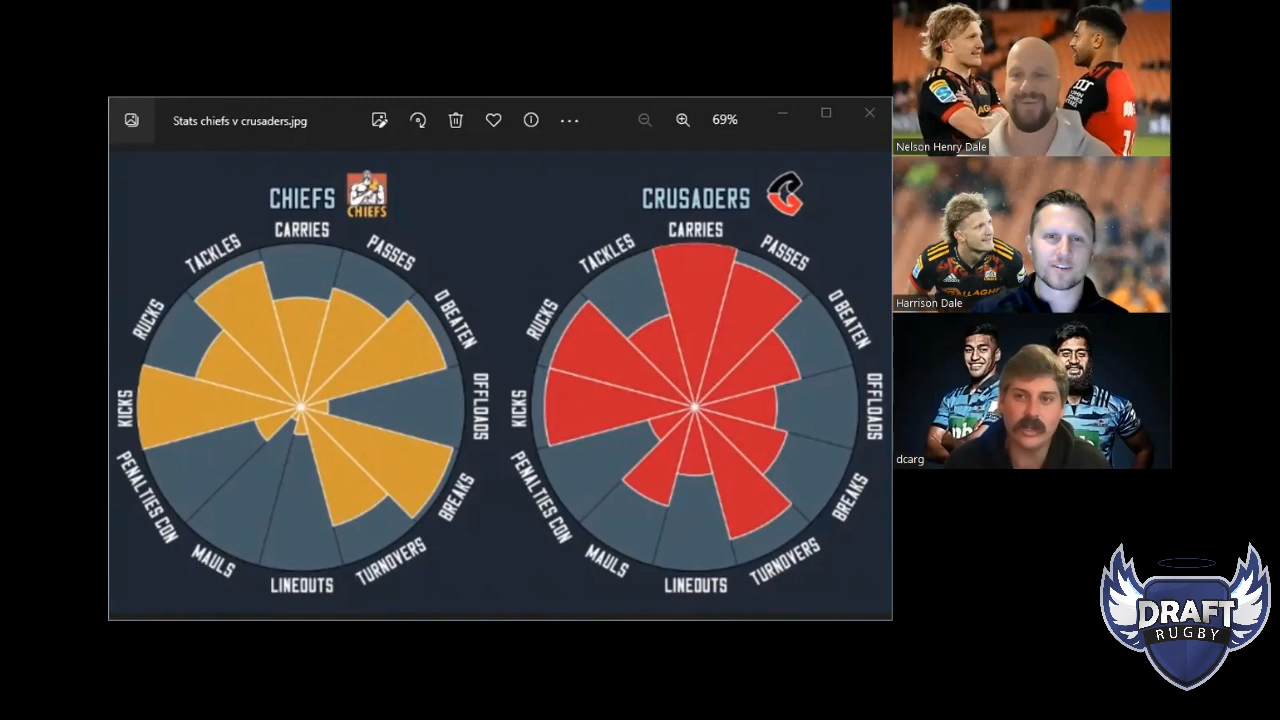 Stats chiefs v crusaders.jpg
69%
CHIEFS
CHIEFS
CARRIES
PASSES
D BEATEN
OFFLOADS
BREAKS
TURNOVERS
LINEOUTS
MAULS
PENALTIES CON
KICKS
RUCKS
TACKLES
CRUSADERS
CARRIES
PASSES
D BEATEN
OFFLOADS
BREAKS
TURNOVERS
LINEOUTS
MAULS
PENALTIES CON
KICKS
RUCKS
TACKLES
Nelson Henry Dale
Harrison Dale
dcarg
DRAFT
RUGBY